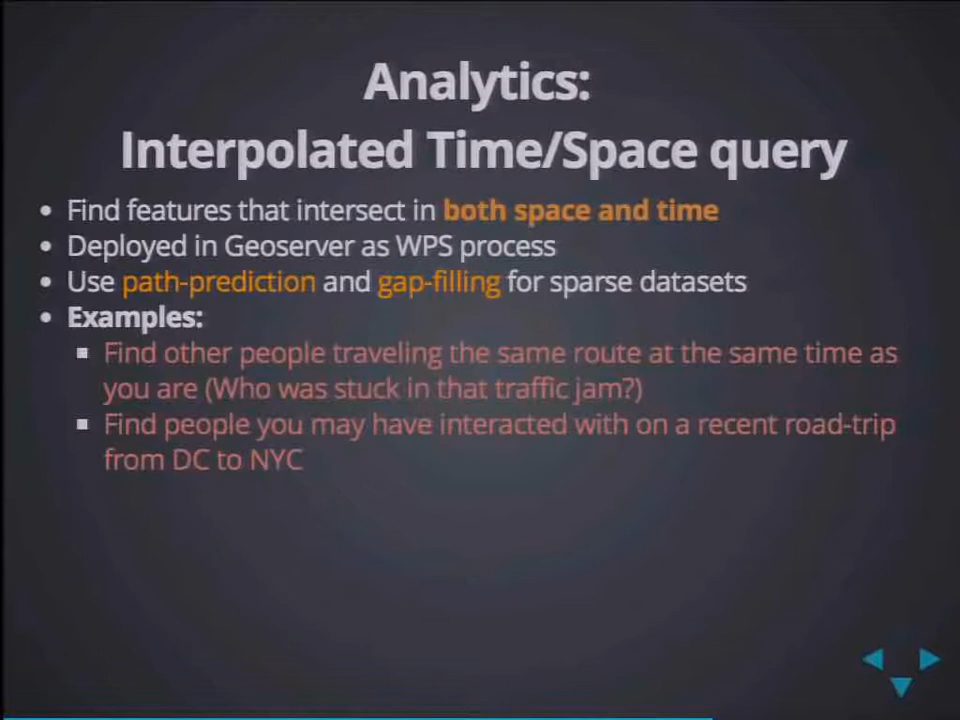 Analytics:
Interpolated Time/Space query
Find features that intersect in both space and time
Deployed in Geoserver as WPS process
Use path-prediction and gap-filling for sparse datasets
Examples:
Find other people traveling the same route at the same time as
you are (Who was stuck in that traffic jam?)
Find people you may have interacted with on a recent road-trip
from DC to NYC